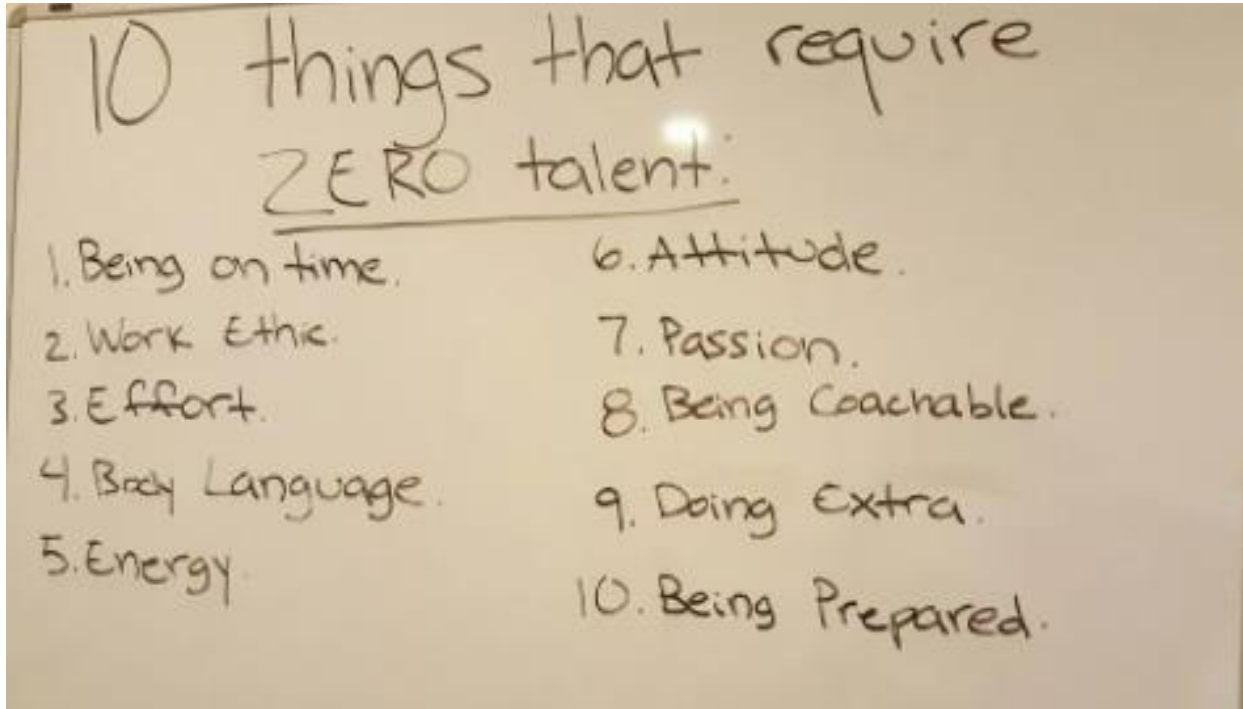 10 things that require
ZERO talent:
1. Being on time.
2. Work Ethic.
3. Effort.
4. Body Language.
5. Energy.
6. Attitude.
7. Passion.
8. Being Coachable.
9. Doing Extra.
10. Being Prepared.